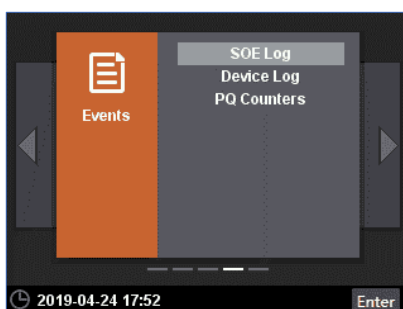 SOE Log
Device Log
PQ Counters
Events
2019-04-24 17:52
Enter